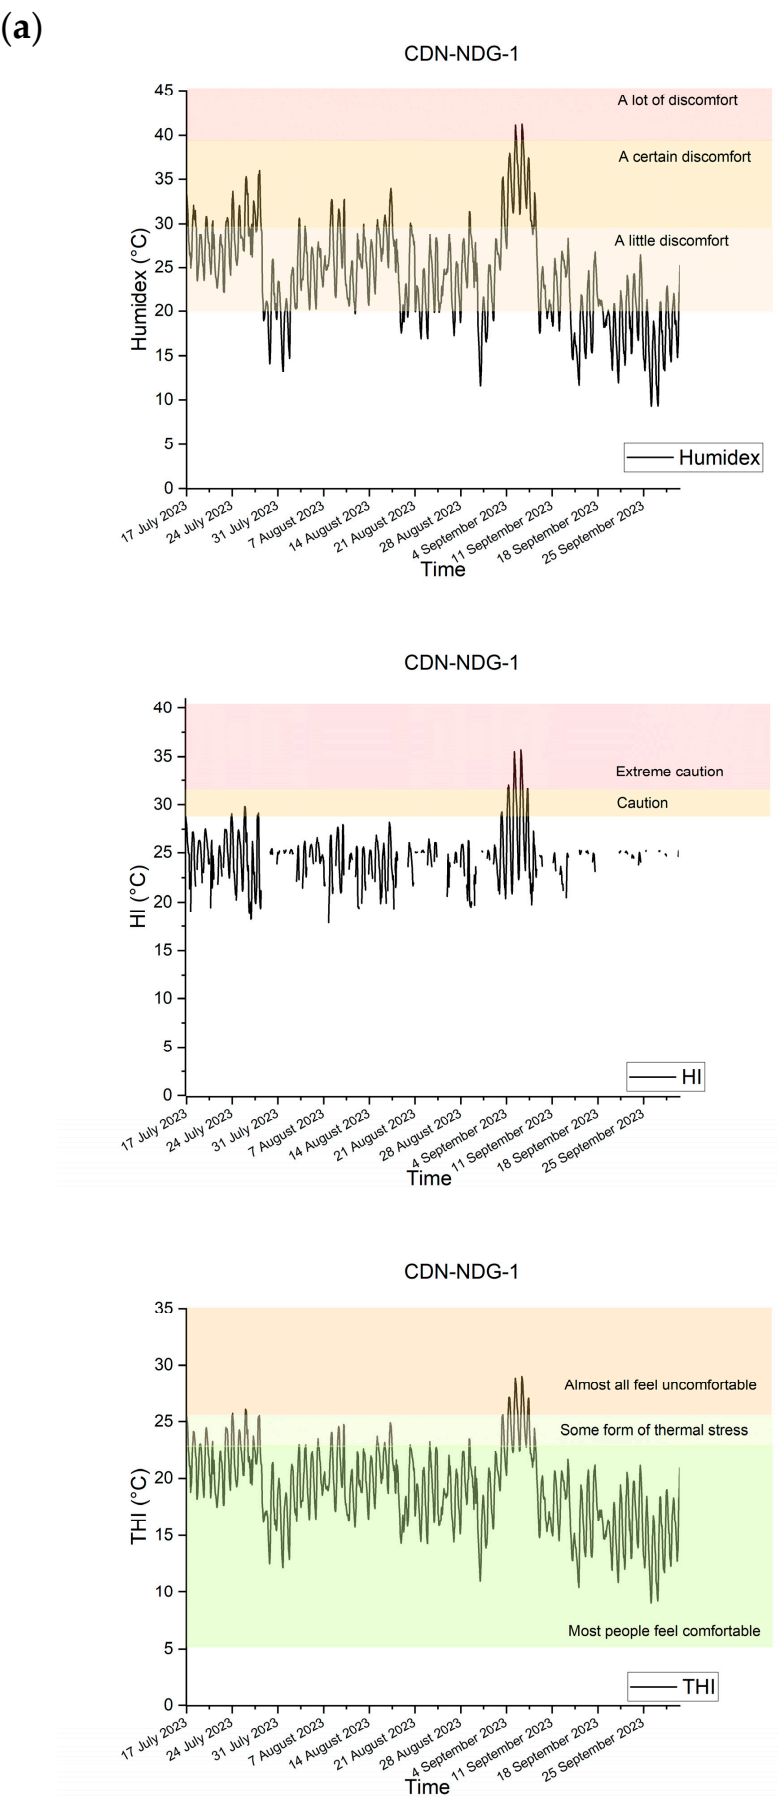 (a)
CDN-NDG-1
45
40
35
30
25
20
15
10
5
0
Humidex (°C)
A lot of discomfort
A certain discomfort
A little discomfort
Humidex
17 July 2023
24 July 2023
31 July 2023
7 August 2023
14 August 2023
21 August 2023
28 August 2023
4 September 2023
11 September 2023
18 September 2023
25 September 2023
Time
CDN-NDG-1
40
35
30
25
20
15
10
5
0
HI (°C)
Extreme caution
Caution
HI
17 July 2023
24 July 2023
31 July 2023
7 August 2023
14 August 2023
21 August 2023
28 August 2023
4 September 2023
11 September 2023
18 September 2023
25 September 2023
Time
CDN-NDG-1
35
30
25
20
15
10
5
0
THI (°C)
Almost all feel uncomfortable
Some form of thermal stress
Most people feel comfortable
THI
17 July 2023
24 July 2023
31 July 2023
7 August 2023
14 August 2023
21 August 2023
28 August 2023
4 September 2023
11 September 2023
18 September 2023
25 September 2023
Time